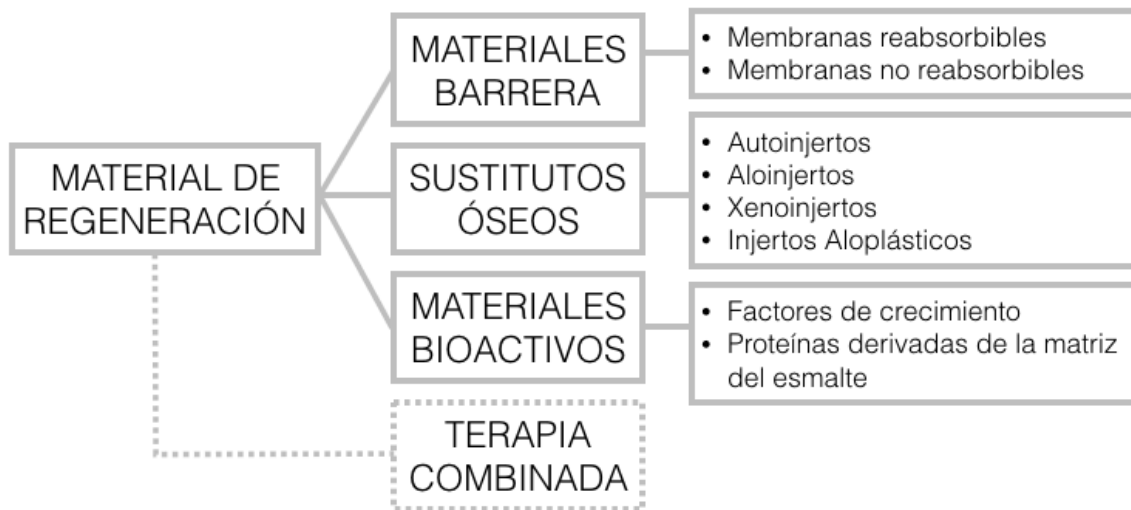 MATERIAL DE
REGENERACIÓN
MATERIALES
BARRERA
• Membranas reabsorbibles
• Membranas no reabsorbibles
SUSTITUTOS
ÓSEOS
• Autoinjertos
• Aloinjertos
• Xenoinjertos
• Injertos Aloplásticos
MATERIALES
BIOACTIVOS
• Factores de crecimiento
• Proteínas derivadas de la matriz
del esmalte
TERAPIA
COMBINADA